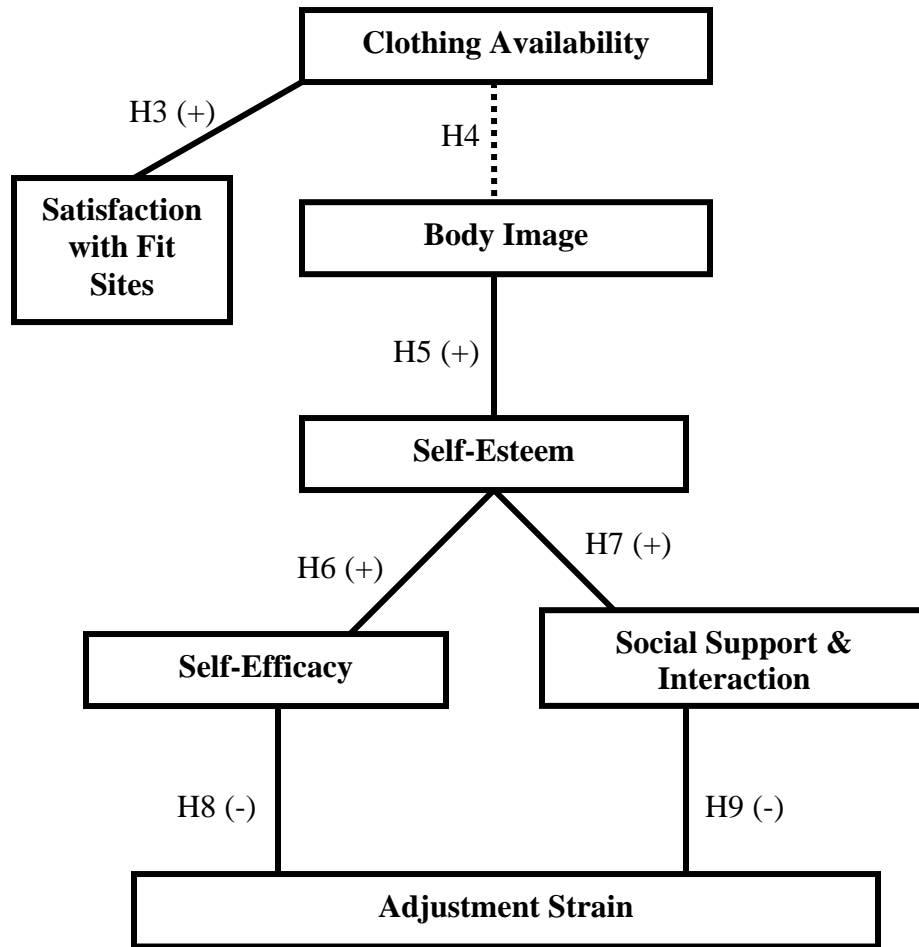 Clothing Availability
H3 (+)
H4
Satisfaction
with Fit
Sites
Body Image
H5 (+)
Self-Esteem
H6 (+)
H7 (+)
Self-Efficacy
Social Support &
Interaction
H8 (-)
H9 (-)
Adjustment Strain